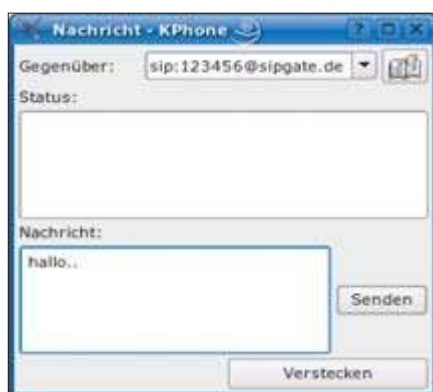 Nachricht - KPhone
Gegenüber: sip:123456@sipgate.de
Status:
Nachricht:
hallo..
Senden
Verstecken